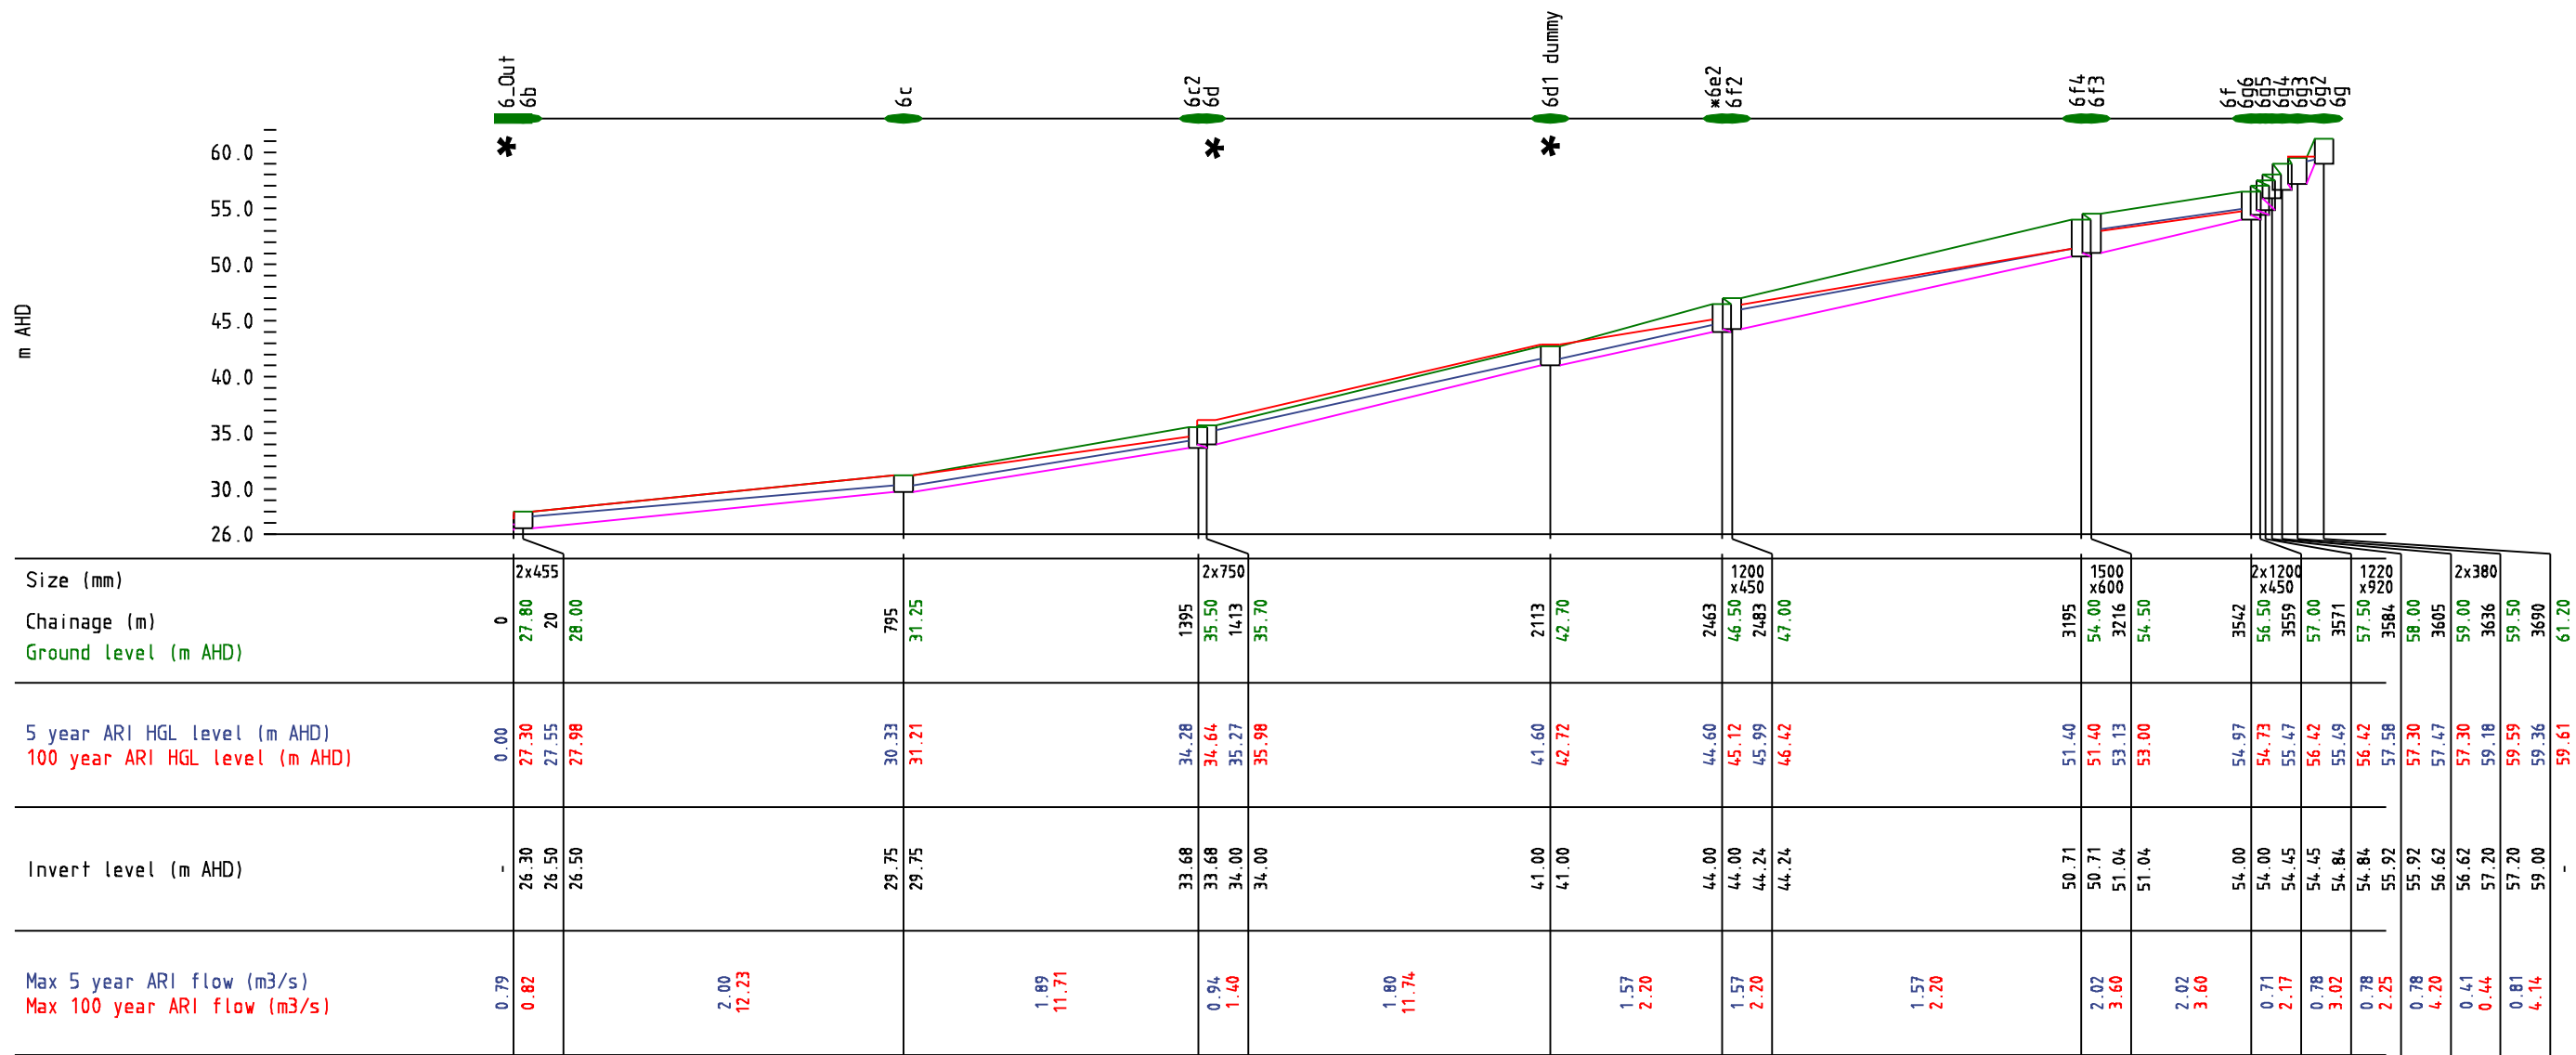 6_Out
6b
6c
6c2
6d
6d1 dummy
*6e2
6f2
6f4
6f3
6f
6g6
6g5
6g4
6g3
6g2
6g
* * *
m AHD
60.0
55.0
50.0
45.0
40.0
35.0
30.0
26.0
Size (mm)
2x455
2x750
1200
x450
1500
x600
2x1200
x450
1220
x920
2x380
Chainage (m)
0 20 795 1395 1413 2113 2463 2483 3195 3216 3542 3559 3571 3584 3605 3636 3690
Ground level (m AHD)
27.80 28.00 31.25 35.50 35.70 42.70 46.50 47.00 54.00 54.50 56.50 57.00 57.50 58.00 59.00 59.50 61.20
5 year ARI HGL level (m AHD)
0.00 27.55 30.33 34.28 35.27 41.60 44.60 45.99 51.40 53.13 54.97 55.47 55.49 57.58 57.47 59.18 59.36
100 year ARI HGL level (m AHD)
27.30 27.98 31.21 34.64 35.98 42.72 45.12 46.42 51.40 53.00 54.73 56.42 56.42 57.30 57.30 59.59 59.61
Invert level (m AHD)
- 26.30 26.50 26.50 29.75 29.75 33.68 33.68 34.00 34.00 41.00 41.00 44.00 44.00 44.24 44.24 50.71 50.71 51.04 51.04 54.00 54.00 54.45 54.45 54.84 54.84 55.92 55.92 56.62 56.62 57.20 57.20 59.00 -
Max 5 year ARI flow (m3/s)
0.79 2.00 1.89 0.94 1.80 1.57 1.57 1.57 2.02 2.02 0.71 0.78 0.78 0.78 0.41 0.81
Max 100 year ARI flow (m3/s)
0.82 12.23 11.71 1.40 11.74 2.20 2.20 2.20 3.60 3.60 2.17 3.02 2.25 4.20 0.44 4.14